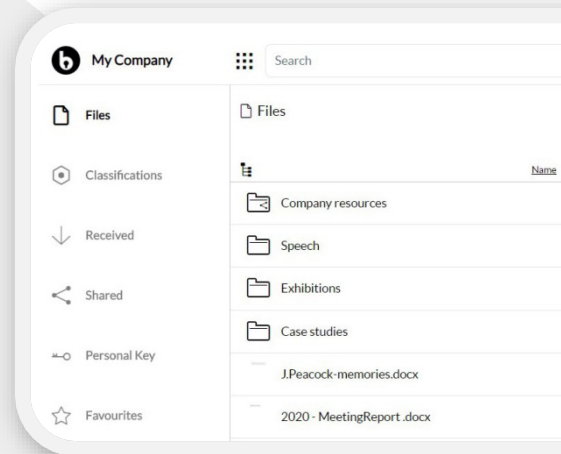 My Company
Search
Files
Classifications
Received
Shared
Personal Key
Favourites
Files
Name
Company resources
Speech
Exhibitions
Case studies
J.Peacock-memories.docx
2020 - MeetingReport .docx